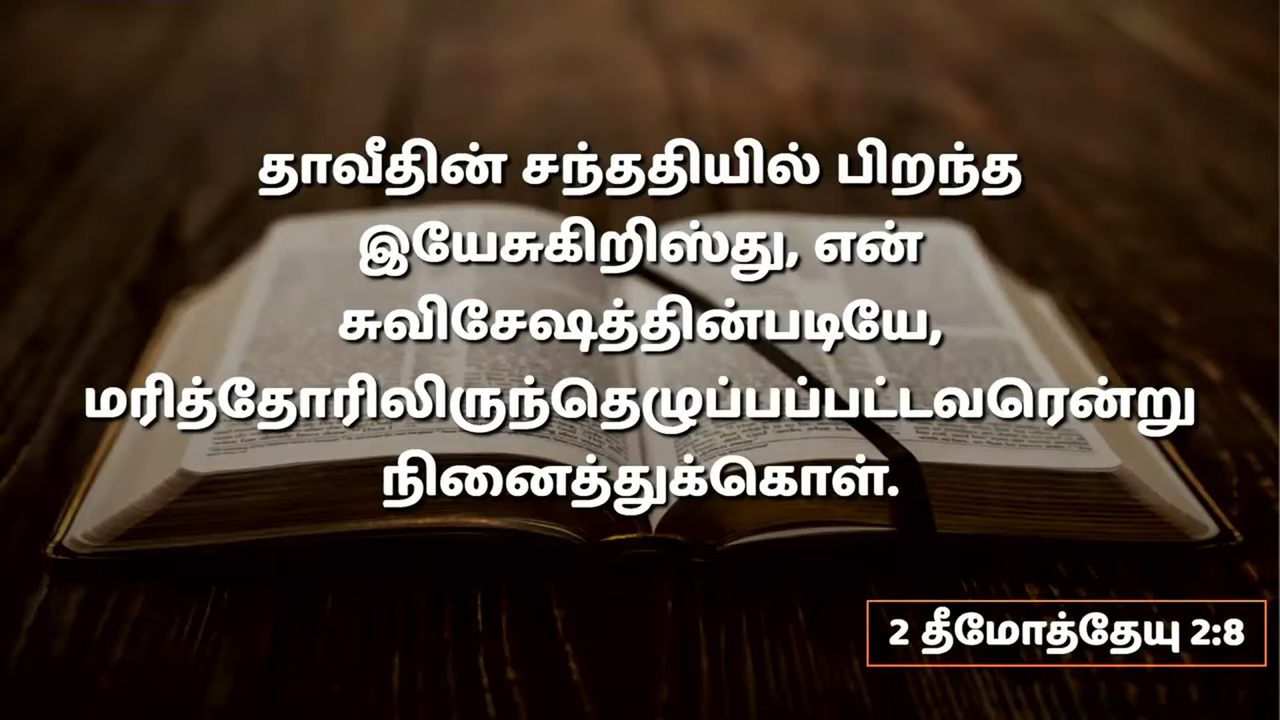 தாவீதின் சந்ததியில் பிறந்த
இயேசுகிறிஸ்து, என்
சுவிசேஷத்தின்படியே,
மரித்தோரிலிருந்தெழுப்பப்பட்டவரென்று
நினைத்துக்கொள்.
2 தீமோத்தேயு 2:8